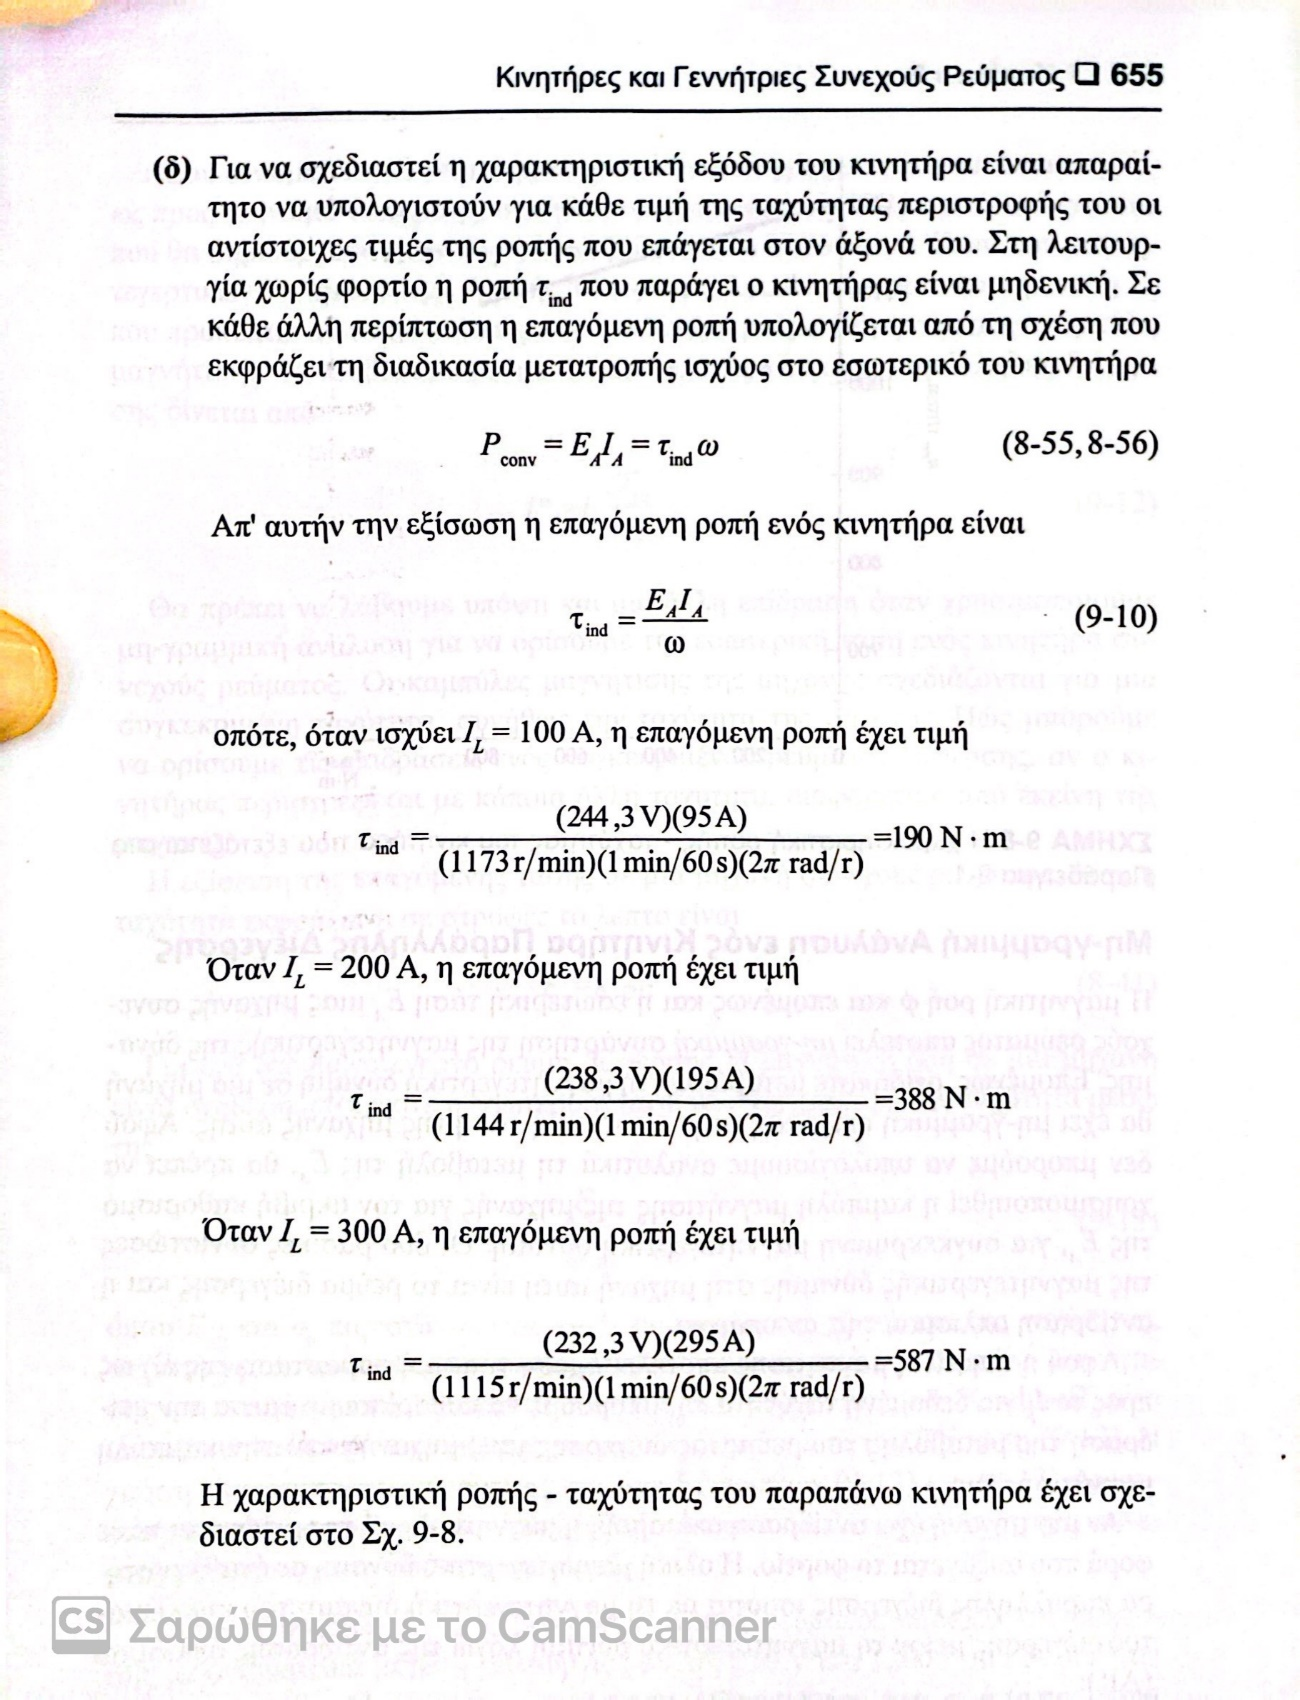 Κινητήρες και Γεννήτριες Συνεχούς Ρεύματος ❑ 655
(δ) Για να σχεδιαστεί η χαρακτηριστική εξόδου του κινητήρα είναι απαραί-
τητο να υπολογιστούν για κάθε τιμή της ταχύτητας περιστροφής του οι
αντίστοιχες τιμές της ροπής που επάγεται στον άξονά του. Στη λειτουρ-
γία χωρίς φορτίο η ροπή τ_ind που παράγει ο κινητήρας είναι μηδενική. Σε
κάθε άλλη περίπτωση η επαγόμενη ροπή υπολογίζεται από τη σχέση που
εκφράζει τη διαδικασία μετατροπής ισχύος στο εσωτερικό του κινητήρα
P_conv = E_A I_A = τ_ind ω (8-55, 8-56)
Απ' αυτήν την εξίσωση η επαγόμενη ροπή ενός κινητήρα είναι
τ_ind = E_A I_A / ω (9-10)
οπότε, όταν ισχύει I_L = 100 A, η επαγόμενη ροπή έχει τιμή
τ_ind = (244,3 V)(95 A) / (1173 r/min)(1 min/60 s)(2π rad/r) =190 N · m
Όταν I_L = 200 A, η επαγόμενη ροπή έχει τιμή
τ_ind = (238,3 V)(195 A) / (1144 r/min)(1 min/60 s)(2π rad/r) =388 N · m
Όταν I_L = 300 A, η επαγόμενη ροπή έχει τιμή
τ_ind = (232,3 V)(295 A) / (1115 r/min)(1 min/60 s)(2π rad/r) =587 N · m
Η χαρακτηριστική ροπής - ταχύτητας του παραπάνω κινητήρα έχει σχε-
διαστεί στο Σχ. 9-8.
CS Σαρώθηκε με το CamScanner